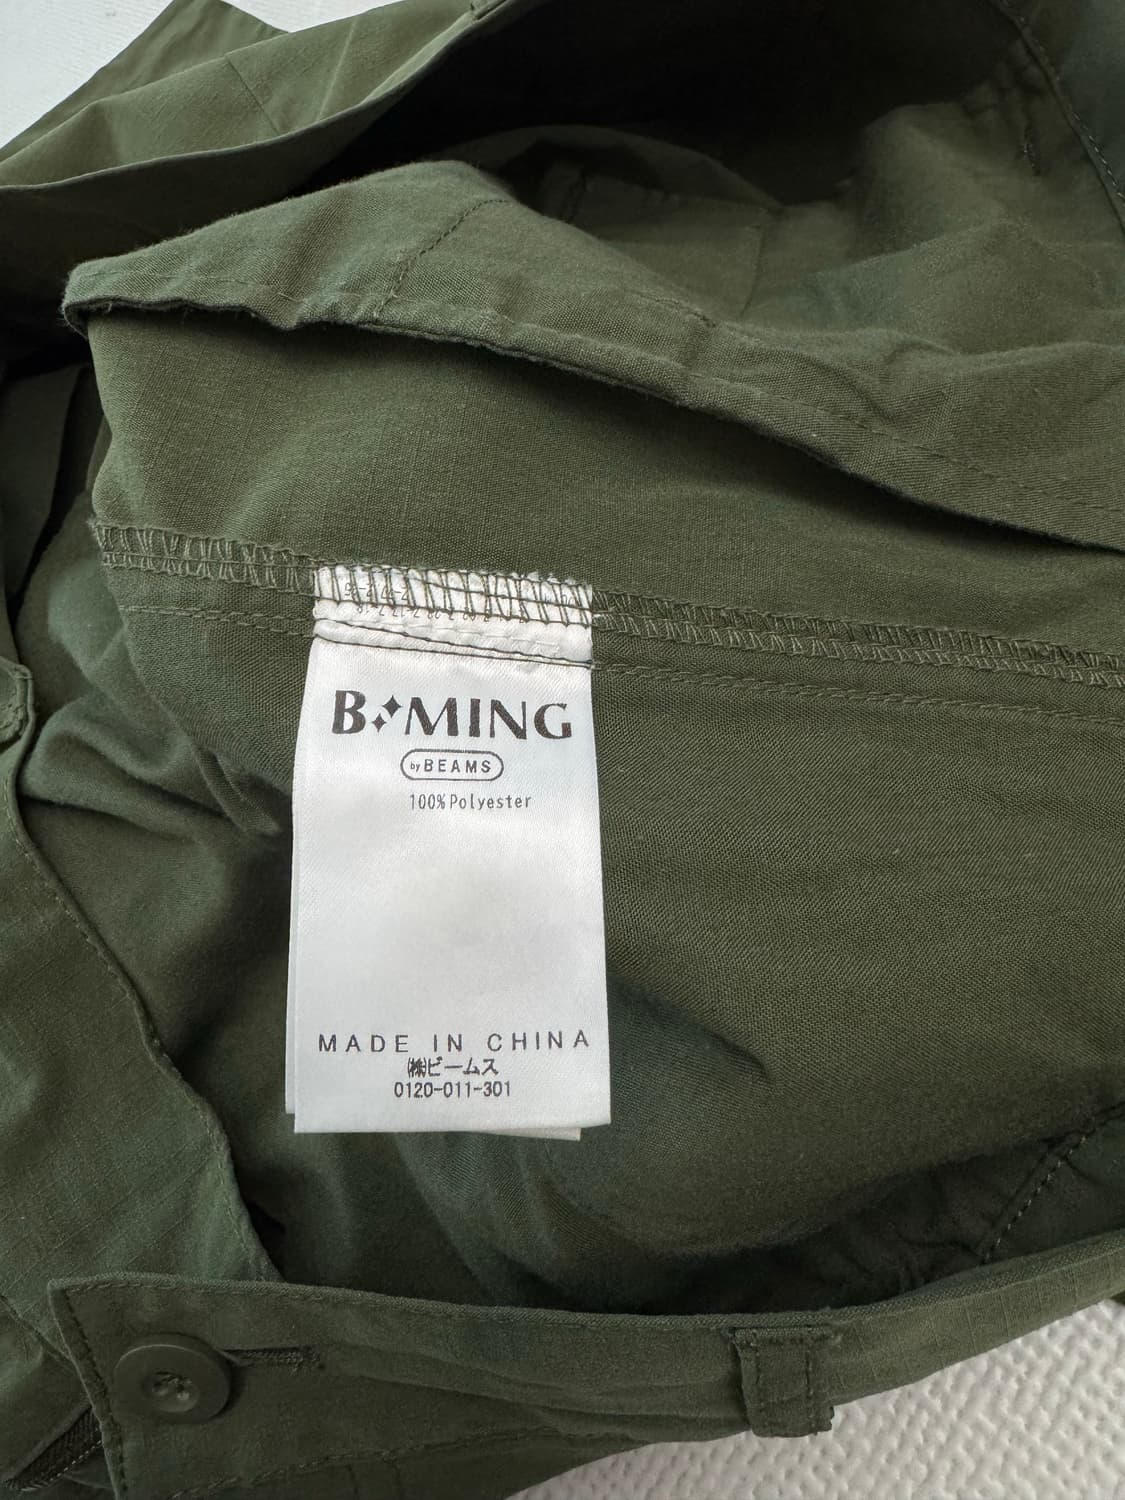 B MING
by BEAMS
100% Polyester
MADE IN CHINA
㈱ビームス
0120-011-301